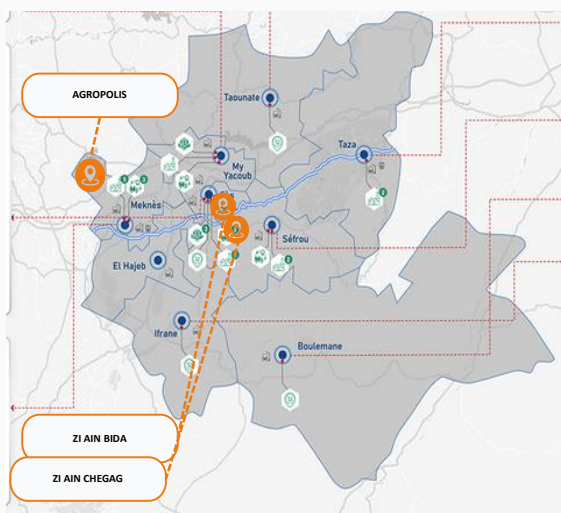 AGROPOLIS
Taounate
Taza
My
Yacoub
Meknès
Séfrou
El Hajeb
Ifrane
Boulemane
ZI AIN BIDA
ZI AIN CHEGAG